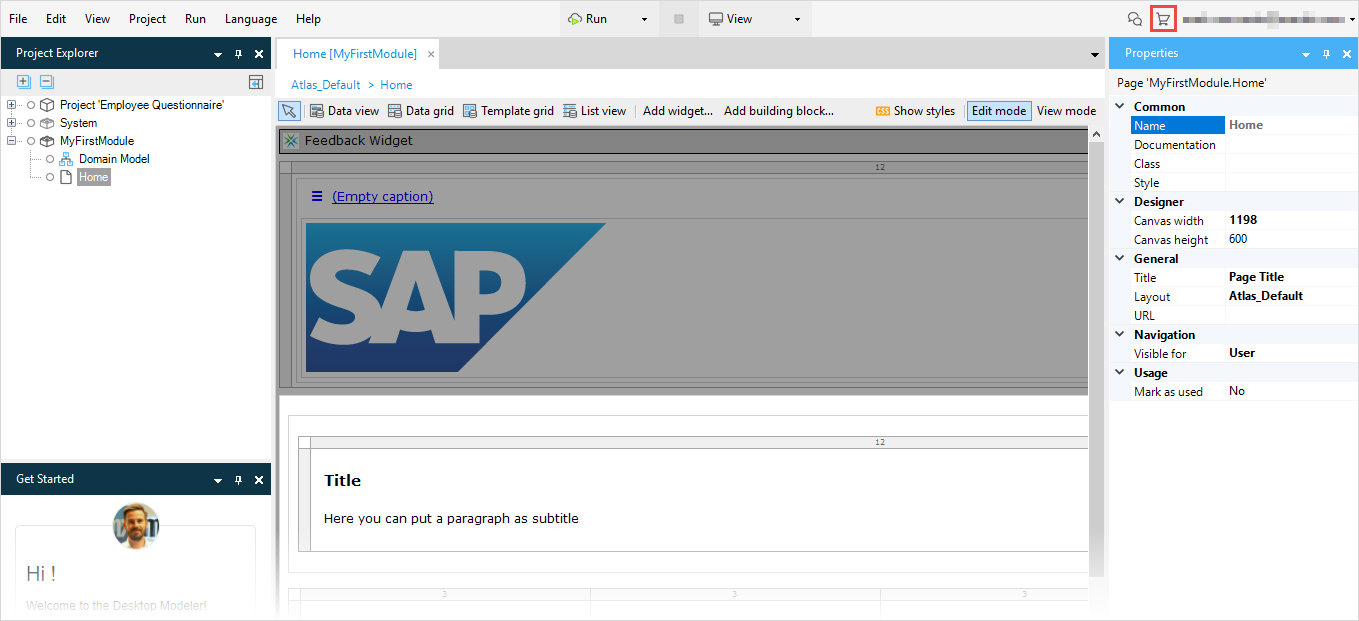 File Edit View Project Run Language Help Run View
Project Explorer
Project 'Employee Questionnaire'
System
MyFirstModule
Domain Model
Home
Get Started
Hi !
Welcome to the Desktop Modeler!
Home [MyFirstModule]
Atlas_Default > Home
Data view Data grid Template grid List view Add widget... Add building block... CSS Show styles Edit mode View mode
Feedback Widget
12
(Empty caption)
SAP
12
Title
Here you can put a paragraph as subtitle
3 3 3
Properties
Page 'MyFirstModule.Home'
Common
Name Home
Documentation
Class
Style
Designer
Canvas width 1198
Canvas height 600
General
Title Page Title
Layout Atlas_Default
URL
Navigation
Visible for User
Usage
Mark as used No